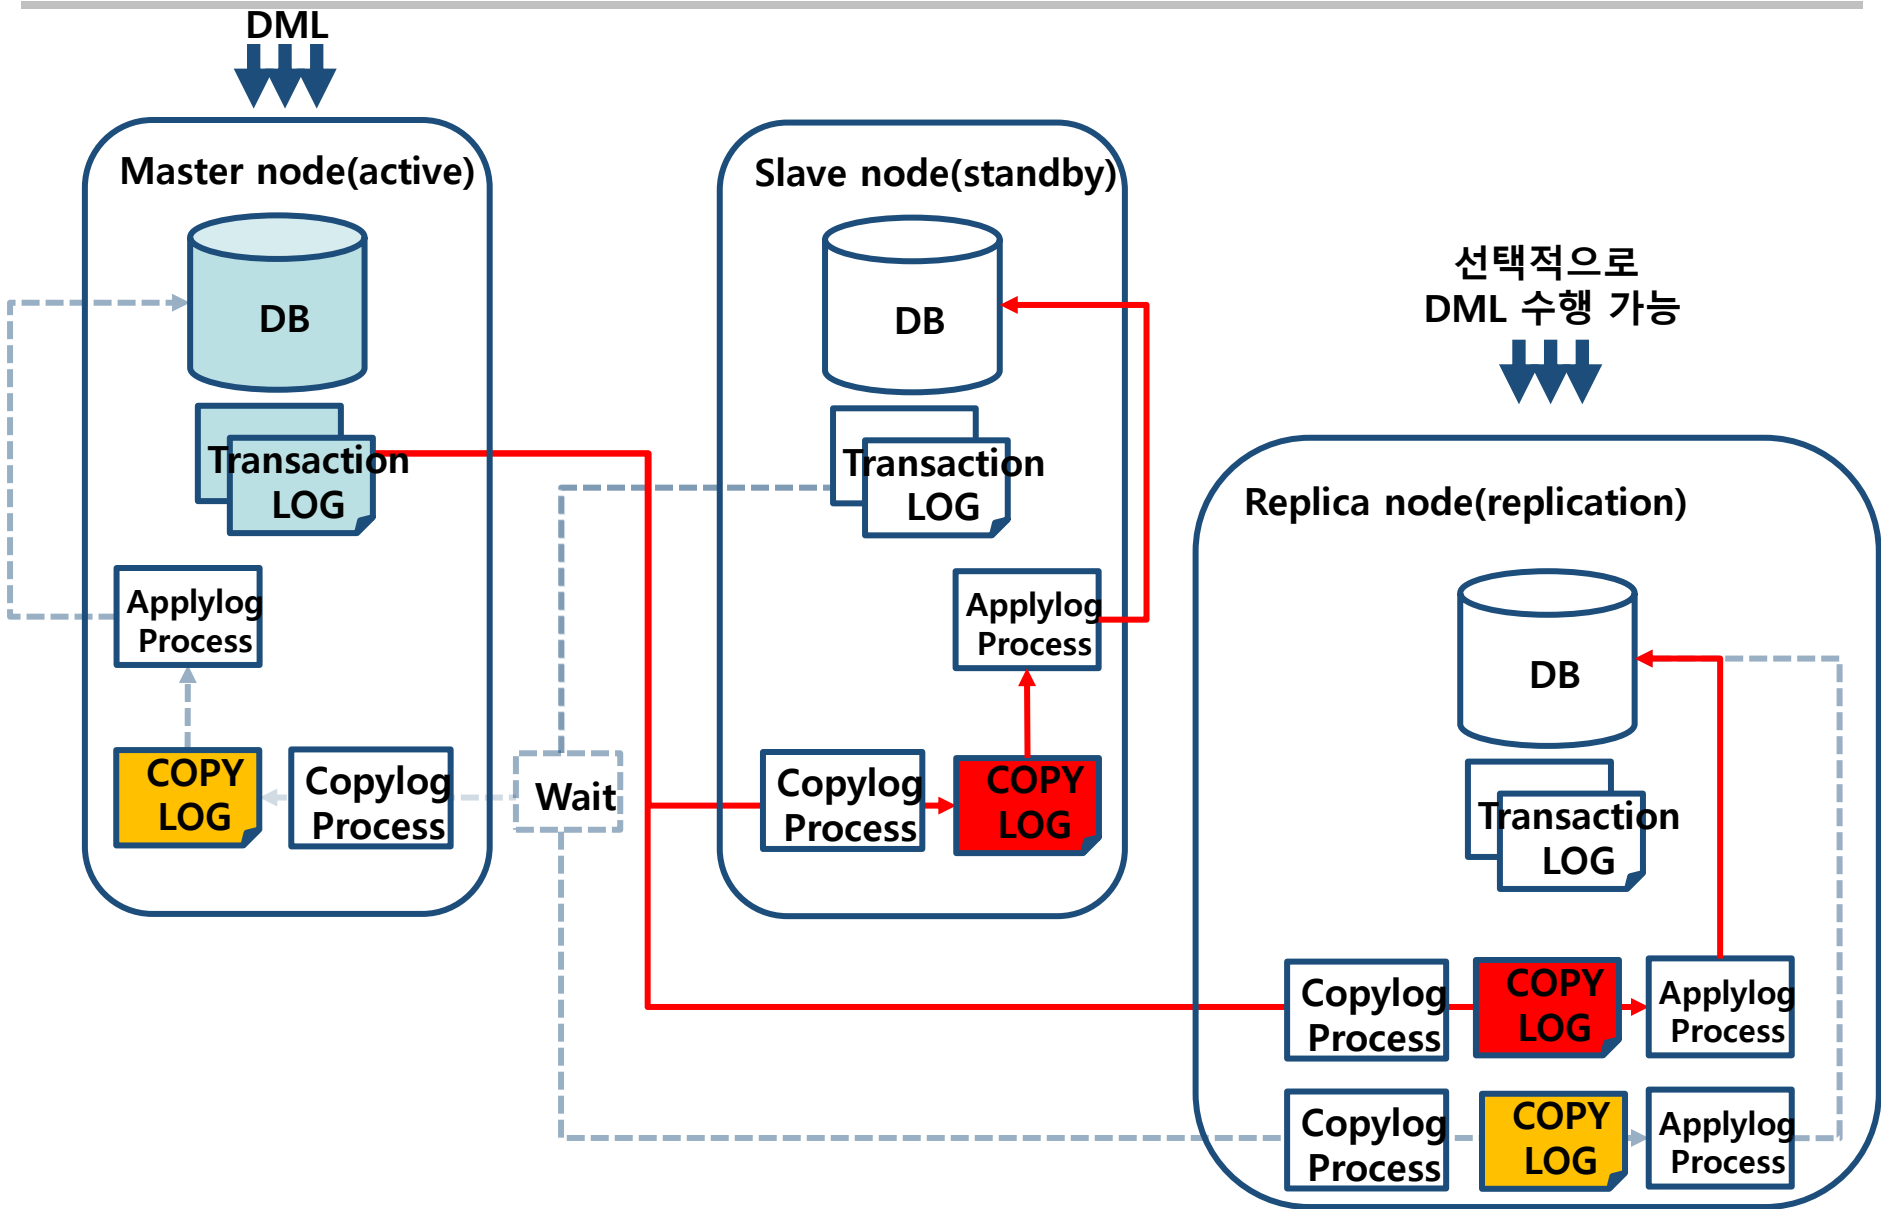 DML
Master node(active)
DB
Transaction
LOG
Applylog
Process
COPY
LOG
Copylog
Process
Wait
Slave node(standby)
DB
Transaction
LOG
Applylog
Process
Copylog
Process
COPY
LOG
선택적으로
DML 수행 가능
Replica node(replication)
DB
Transaction
LOG
Copylog
Process
COPY
LOG
Applylog
Process
Copylog
Process
COPY
LOG
Applylog
Process